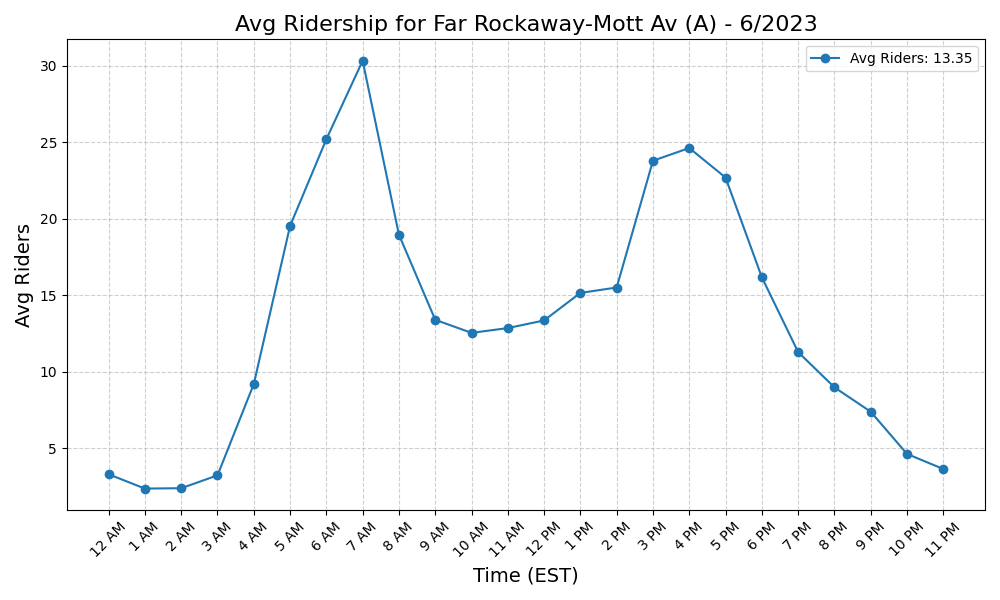 Avg Ridership for Far Rockaway-Mott Av (A) - 6/2023
Avg Riders: 13.35
Avg Riders
30
25
20
15
10
5
12 AM
1 AM
2 AM
3 AM
4 AM
5 AM
6 AM
7 AM
8 AM
9 AM
10 AM
11 AM
12 PM
1 PM
2 PM
3 PM
4 PM
5 PM
6 PM
7 PM
8 PM
9 PM
10 PM
11 PM
Time (EST)